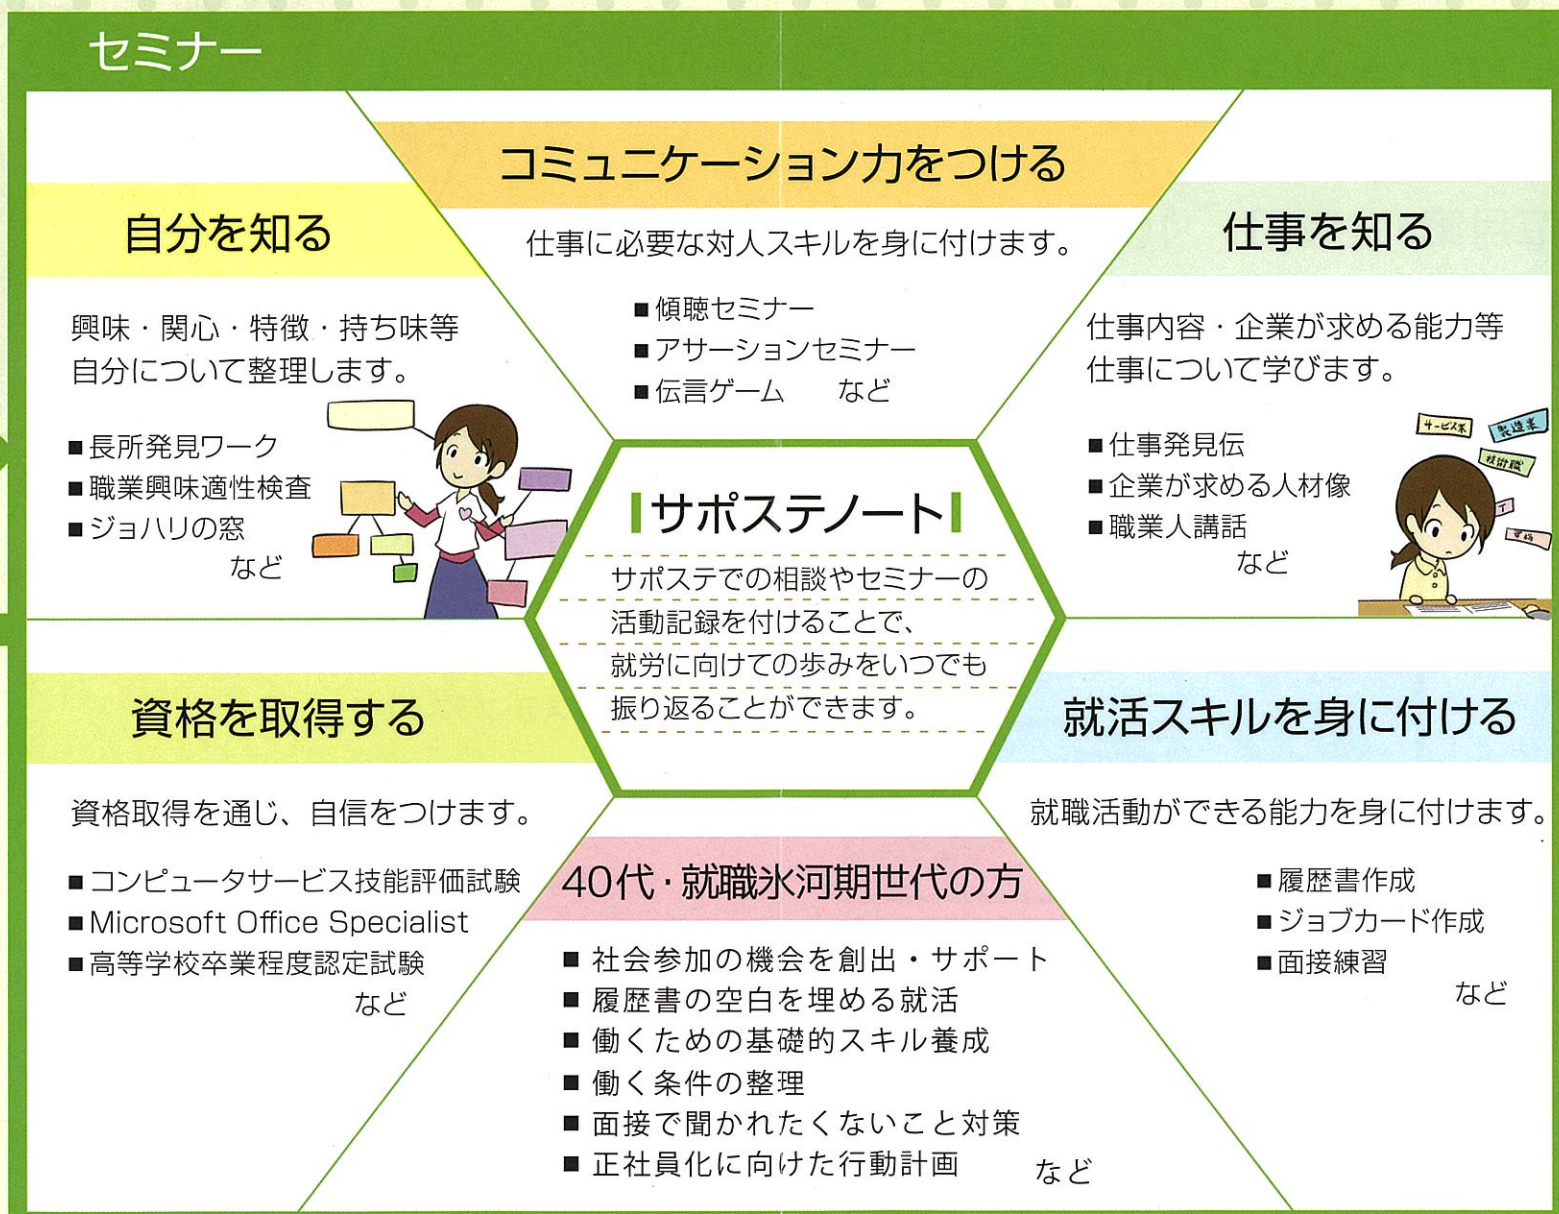 セミナー
コミュニケーション力をつける
仕事に必要な対人スキルを身に付けます。
■傾聴セミナー
■アサーションセミナー
■伝言ゲーム　など
自分を知る
興味・関心・特徴・持ち味等
自分について整理します。
■長所発見ワーク
■職業興味適性検査
■ジョハリの窓
など
仕事を知る
仕事内容・企業が求める能力等
仕事について学びます。
■仕事発見伝
■企業が求める人材像
■職業人講話
など
サービス業
製造業
技術職
サポステノート
サポステでの相談やセミナーの
活動記録を付けることで、
就労に向けての歩みをいつでも
振り返ることができます。
資格を取得する
資格取得を通じ、自信をつけます。
■コンピュータサービス技能評価試験
■Microsoft Office Specialist
■高等学校卒業程度認定試験
など
40代・就職氷河期世代の方
■社会参加の機会を創出・サポート
■履歴書の空白を埋める就活
■働くための基礎的スキル養成
■働く条件の整理
■面接で聞かれたくないこと対策
■正社員化に向けた行動計画　など
就活スキルを身に付ける
就職活動ができる能力を身に付けます。
■履歴書作成
■ジョブカード作成
■面接練習
など